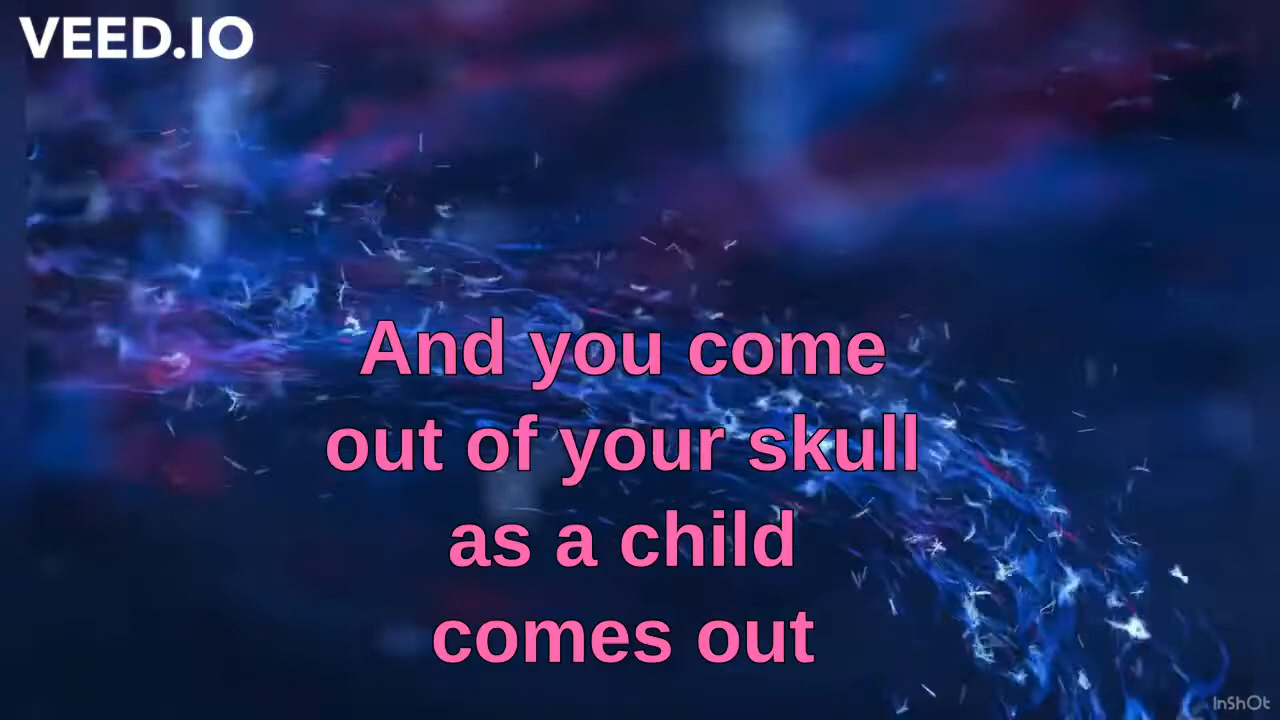 VEED.IO
And you come
out of your skull
as a child
comes out
InShOt